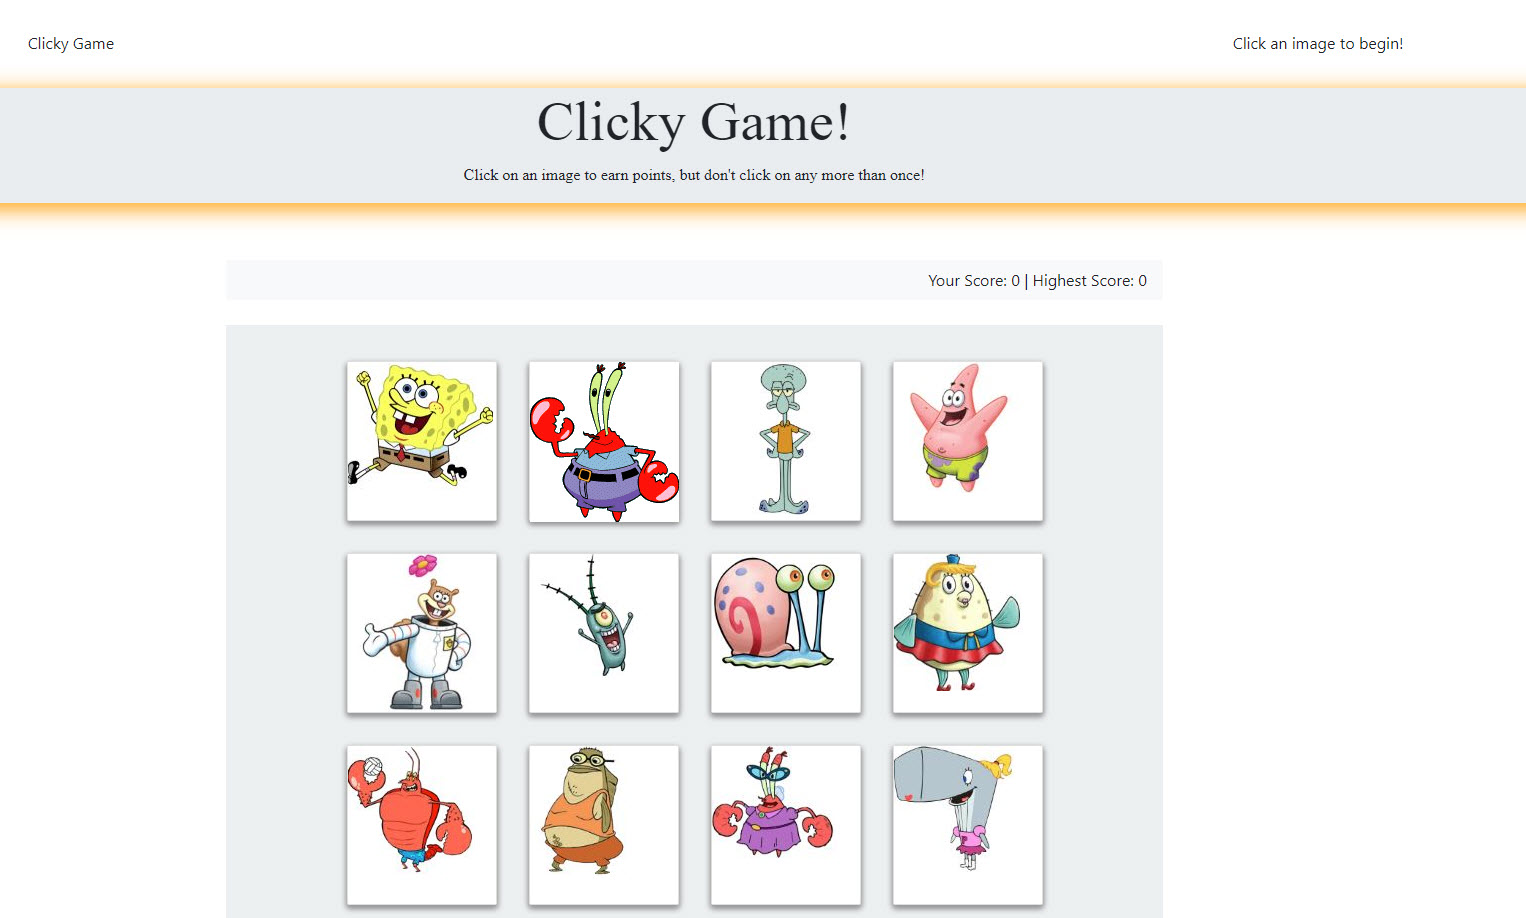 Clicky Game
Click an image to begin!
Clicky Game!
Click on an image to earn points, but don't click on any more than once!
Your Score: 0 | Highest Score: 0